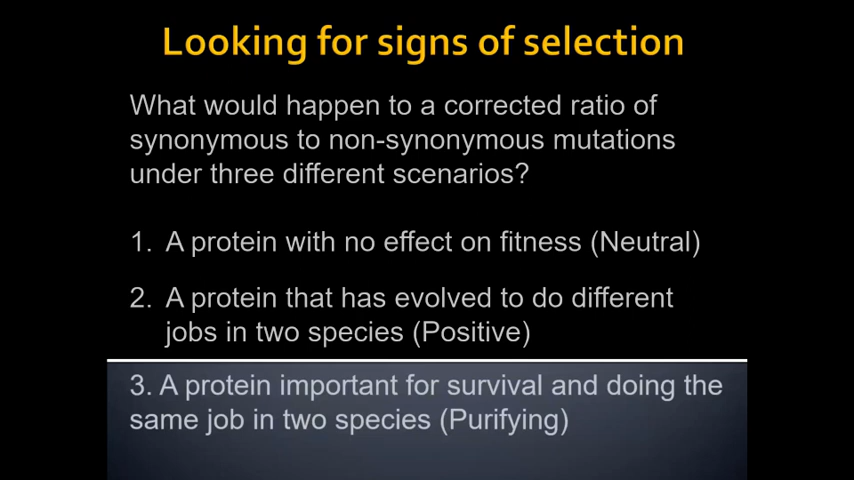 Looking for signs of selection
What would happen to a corrected ratio of
synonymous to non-synonymous mutations
under three different scenarios?
1. A protein with no effect on fitness (Neutral)
2. A protein that has evolved to do different
jobs in two species (Positive)
3. A protein important for survival and doing the
same job in two species (Purifying)